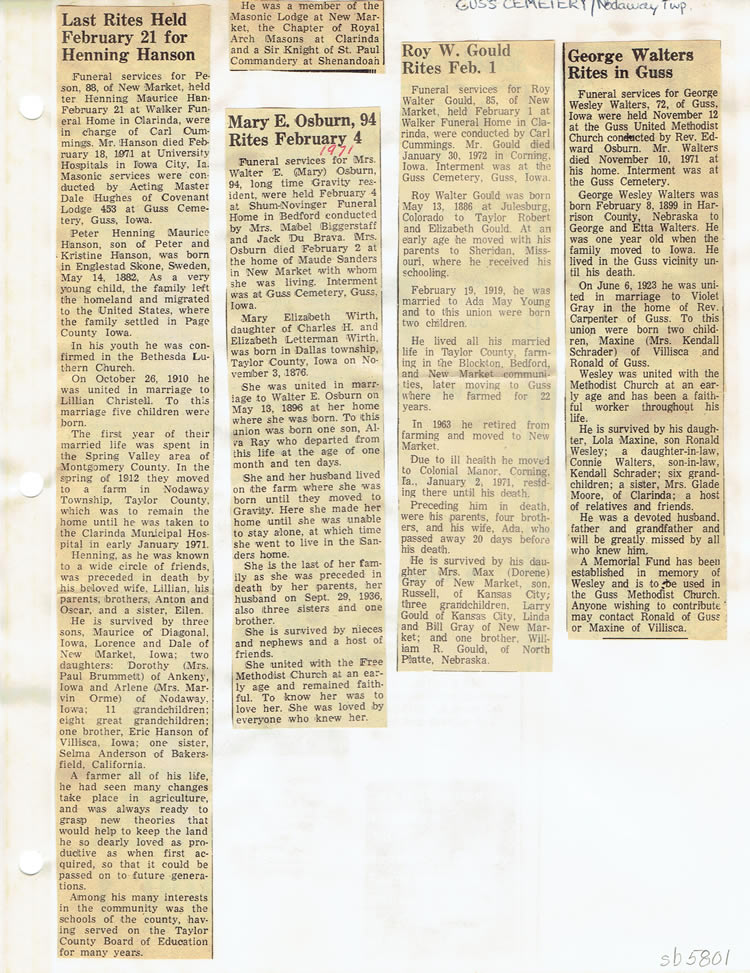 GUSS CEMETERY/Nodaway Twp.
Last Rites Held
February 21 for
Henning Hanson
Funeral services for Pe-
son, 88, of New Market, held
ter Henning Maurice Han-
February 21 at Walker Fun-
eral Home in Clarinda, were
in charge of Carl Cum-
mings. Mr. Hanson died Feb-
ruary 18, 1971 at University
Hospitals in Iowa City, Ia.
Masonic services were con-
ducted by Acting Master
Dale Hughes of Covenant
Lodge 453 at Guss Ceme-
tery, Guss, Iowa.
Peter Henning Maurice
Hanson, son of Peter and
Kristine Hanson, was born
in Englestad Skone, Sweden,
May 14, 1882. As a very
young child, the family left
the homeland and migrated
to the United States, where
the family settled in Page
County Iowa.
In his youth he was con-
firmed in the Bethesda Lu-
thern Church.
On October 26, 1910 he
was united in marriage to
Lillian Christell. To this
marriage five children were
born.
The first year of their
married life was spent in
the Spring Valley area of
Montgomery County. In the
spring of 1912 they moved
to a farm in Nodaway
Township, Taylor County,
which was to remain the
home until he was taken to
the Clarinda Municipal Hos-
pital in early January 1971.
Henning, as he was known
to a wide circle of friends,
was preceded in death by
his beloved wife, Lillian, his
parents, brothers, Anton and
Oscar, and a sister, Eilen.
He is survived by three
sons, Maurice of Diagonal,
Iowa, Lorence and Dale of
New Market, Iowa; two
daughters: Dorothy (Mrs.
Paul Brummett) of Ankeny,
Iowa and Arlene (Mrs. Mar-
vin Orme) of Nodaway,
Iowa; 11 grandchildren;
eight great grandchildren;
one brother, Eric Hanson of
Villisca, Iowa; one sister,
Selma Anderson of Bakers-
field, California.
A farmer all of his life,
he had seen many changes
take place in agriculture,
and was always ready to
grasp new theories that
would help to keep the land
he so dearly loved as pro-
ductive as when first ac-
quired, so that it could be
passed on to future genera-
tions.
Among his many interests
in the community was the
schools of the county, hav-
ing served on the Taylor
County Board of Education
for many years.
He was a member of the
Masonic Lodge at New Mar-
ket, the Chapter of Royal
Arch Masons at Clarinda
and a Sir Knight of St. Paul
Commandery at Shenandoah
Mary E. Osburn, 94
Rites February 4
1971
Funeral services for Mrs.
Walter E. (Mary) Osburn,
94, long time Gravity res-
ident, were held February 4
at Shum-Novinger Funeral
Home in Bedford conducted
by Mrs. Mabel Biggerstaff
and Jack Du Brava. Mrs.
Osburn died February 2 at
the home of Maude Sanders
in New Market with whom
she was living. Interment
was at Guss Cemetery, Guss,
Iowa.
Mary Elizabeth Wirth,
daughter of Charles H. and
Elizabeth Letterman Wirth,
was born in Dallas township,
Taylor County, Iowa on No-
vember 3, 1876.
She was united in marr-
iage to Walter E. Osburn on
May 13, 1896 at her home
where she was born. To this
union was born one son, Al-
va Ray who departed from
this life at the age of one
month and ten days.
She and her husband lived
on the farm where she was
born until they moved to
Gravity. Here she made her
home until she was unable
to stay alone, at which time
she went to live in the San-
ders home.
She is the last of her fam-
ily as she was preceded in
death by her parents, her
husband on Sept. 29, 1936,
also three sisters and one
brother.
She is survived by nieces
and nephews and a host of
friends.
She united with the Free
Methodist Church at an ear-
ly age and remained faith-
ful. To know her was to
love her. She was loved by
everyone who knew her.
Roy W. Gould
Rites Feb. 1
Funeral services for Roy
Walter Gould, 85, of New
Market, held February 1 at
Walker Funeral Home in Cla-
rinda, were conducted by Carl
Cummings. Mr. Gould died
January 30, 1972 in Corning,
Iowa. Interment was at the
Guss Cemetery, Guss, Iowa.
Roy Walter Gould was born
May 13, 1886 at Julesburg,
Colorado to Taylor Robert
and Elizabeth Gould. At an
early age he moved with his
parents to Sheridan, Miss-
ouri, where he received his
schooling.
February 19, 1919, he was
married to Ada May Young
and to this union were born
two children.
He lived all his married
life in Taylor County, farm-
ing in the Blockton, Bedford,
and New Market communi-
ties, later moving to Guss
where he farmed for 22
years.
In 1963 he retired from
farming and moved to New
Market.
Due to ill health he moved
to Colonial Manor, Corning,
Ia., January 2, 1971, resid-
ing there until his death.
Preceding him in death,
were his parents, four broth-
ers, and his wife, Ada, who
passed away 20 days before
his death.
He is survived by his dau-
ghter Mrs. Max (Dorene)
Gray of New Market, son,
Russell, of Kansas City;
three grandchildren, Larry
Gould of Kansas City, Linda
and Bill Gray of New Mar-
ket; and one brother, Will-
iam R. Gould, of North
Platte, Nebraska.
George Walters
Rites in Guss
Funeral services for George
Wesley Walters, 72, of Guss,
Iowa were held November 12
at the Guss United Methodist
Church conducted by Rev. Ed-
ward Osburn. Mr. Walters
died November 10, 1971 at
his home. Interment was at
the Guss Cemetery.
George Wesley Walters was
born February 8, 1899 in Har-
rison County, Nebraska to
George and Etta Walters. He
was one year old when the
family moved to Iowa. He
lived in the Guss vicinity un-
til his death.
On June 6, 1923 he was uni-
ted in marriage to Violet
Gray in the home of Rev.
Carpenter of Guss. To this
union were born two child-
ren, Maxine (Mrs. Kendall
Schrader) of Villisca and
Ronald of Guss.
Wesley was united with the
Methodist Church at an ear-
ly age and has been a faith-
ful worker throughout his
life.
He is survived by his daugh-
ter, Lola Maxine, son Ronald
Wesley; a daughter-in-law,
Connie Walters, son-in-law,
Kendall Schrader; six grand-
children; a sister, Mrs. Glade
Moore, of Clarinda; a host
of relatives and friends.
He was a devoted husband,
father and grandfather and
will be greatly missed by all
who knew him.
A Memorial Fund has been
established in memory of
Wesley and is to be used in
the Guss Methodist Church.
Anyone wishing to contribute
may contact Ronald of Guss
or Maxine of Villisca.
sb5801